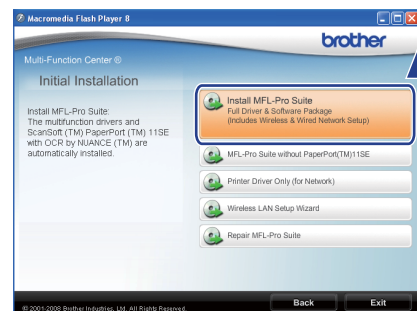 Macromedia Flash Player 8
brother
Multi-Function Center ®
Initial Installation
Install MFL-Pro Suite:
The multifunction drivers and
ScanSoft (TM) PaperPort (TM) 11SE
with OCR by NUANCE (TM) are
automatically installed.
Install MFL-Pro Suite
Full Driver & Software Package
(Includes Wireless & Wired Network Setup)
MFL-Pro Suite without PaperPort(TM)11SE
Printer Driver Only (for Network)
Wireless LAN Setup Wizard
Repair MFL-Pro Suite
© 2001-2008 Brother Industries, Ltd. All Rights Reserved.
Back
Exit